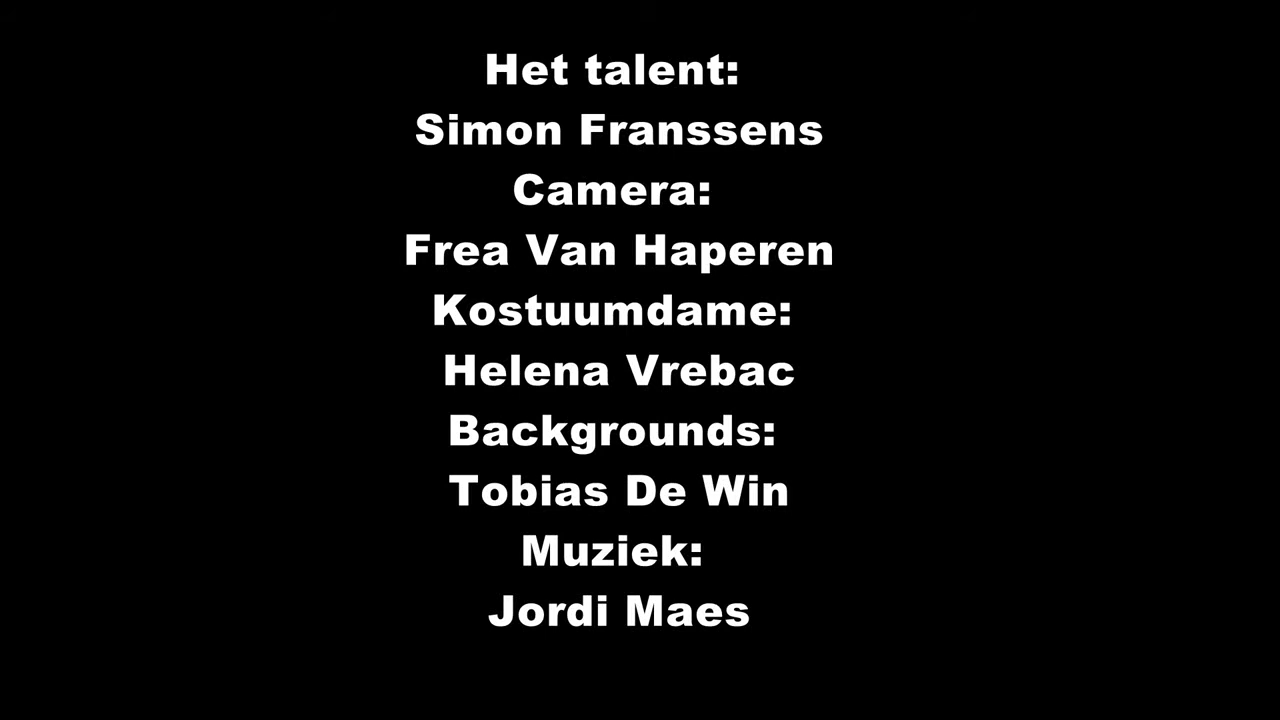 Het talent:
Simon Franssens
Camera:
Frea Van Haperen
Kostuumdame:
Helena Vrebac
Backgrounds:
Tobias De Win
Muziek:
Jordi Maes